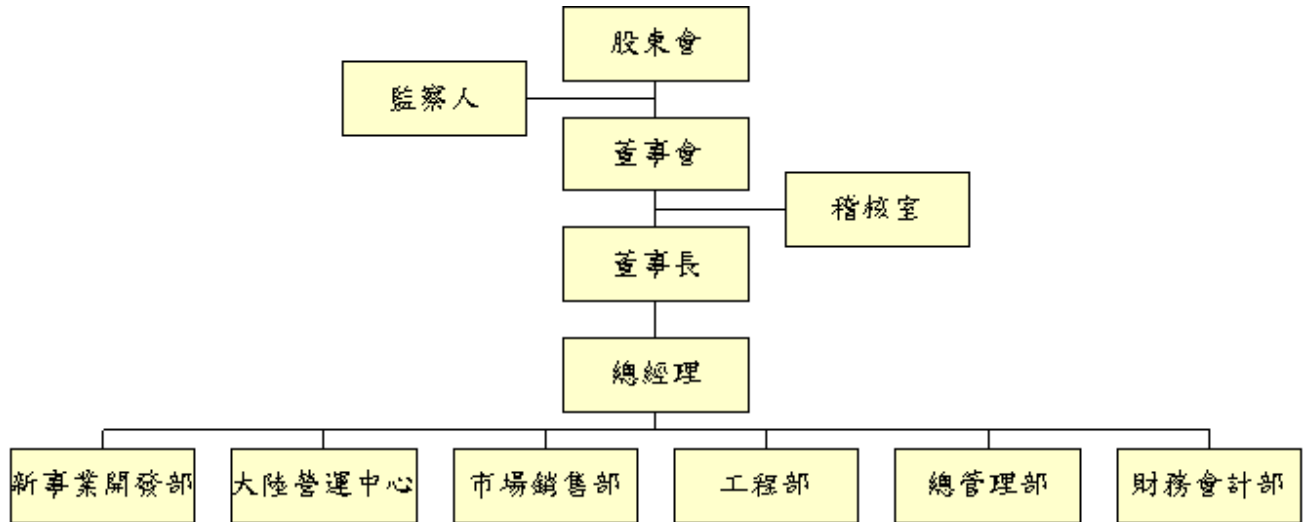 股東會
監察人
董事會
稽核室
董事長
總經理
新事業開發部
大陸營運中心
市場銷售部
工程部
總管理部
財務會計部